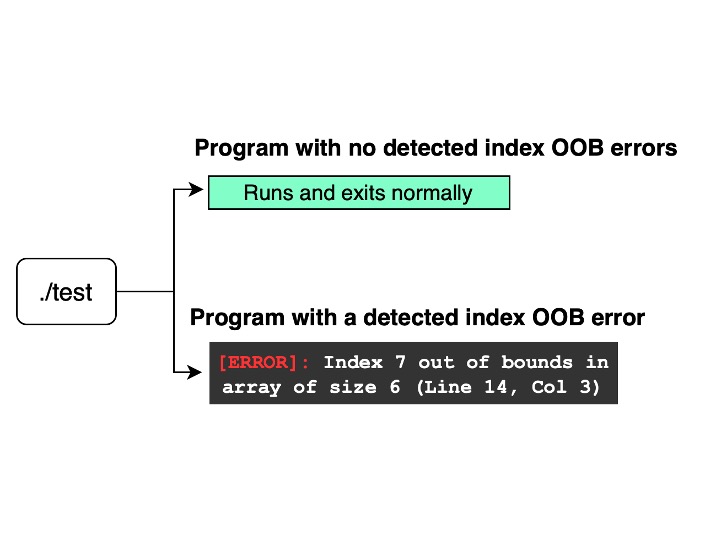 Program with no detected index OOB errors
Runs and exits normally
./test
Program with a detected index OOB error
[ERROR]: Index 7 out of bounds in
array of size 6 (Line 14, Col 3)